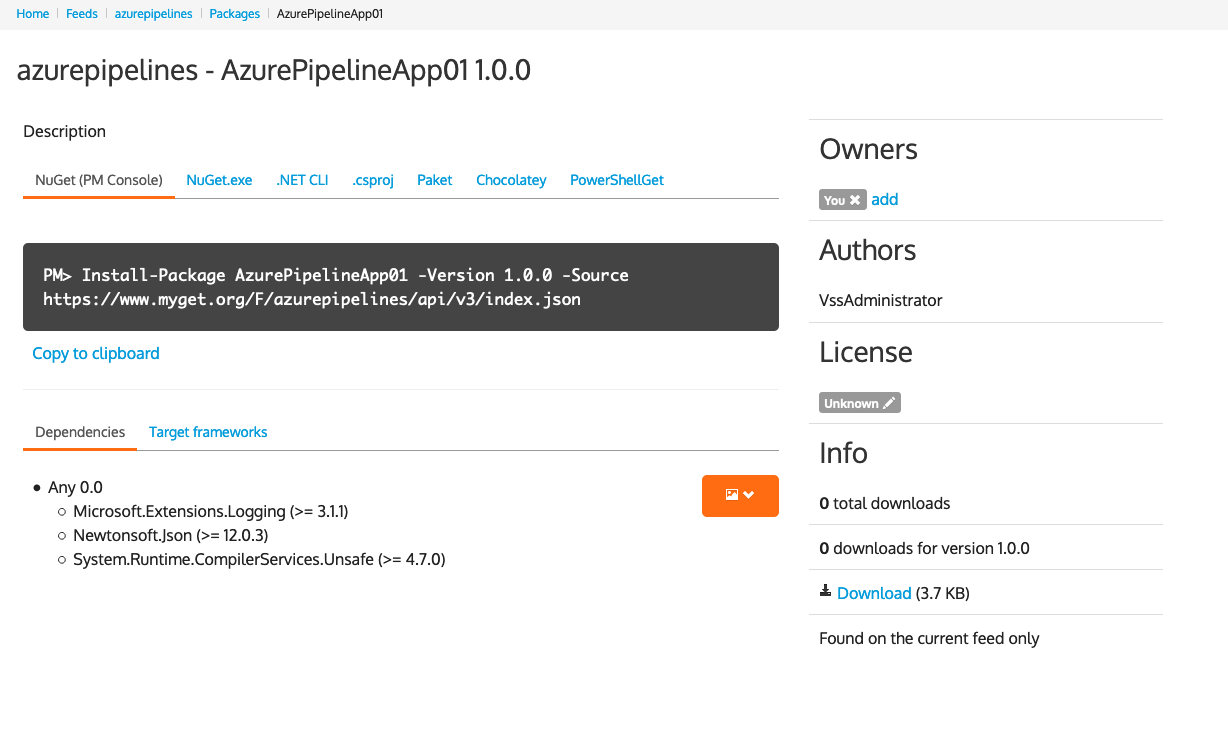 Home Feeds azurepipelines Packages AzurePipelineApp01
azurepipelines - AzurePipelineApp01 1.0.0
Description
NuGet (PM Console) NuGet.exe .NET CLI .csproj Paket Chocolatey PowerShellGet
PM> Install-Package AzurePipelineApp01 -Version 1.0.0 -Source
https://www.myget.org/F/azurepipelines/api/v3/index.json
Copy to clipboard
Dependencies Target frameworks
Any 0.0
Microsoft.Extensions.Logging (>= 3.1.1)
Newtonsoft.Json (>= 12.0.3)
System.Runtime.CompilerServices.Unsafe (>= 4.7.0)
Owners
You add
Authors
VssAdministrator
License
Unknown
Info
0 total downloads
0 downloads for version 1.0.0
Download (3.7 KB)
Found on the current feed only